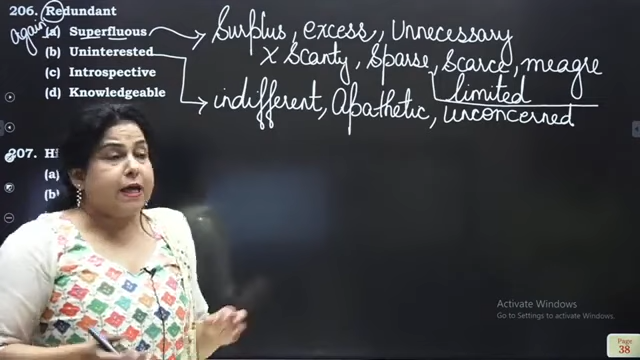 206. Redundant
again (a) Superfluous → Surplus, excess, Unnecessary
X Scanty, Sparse, Scarce, meagre
limited
(b) Uninterested → indifferent, Apathetic, unconcerned
(c) Introspective
(d) Knowledgeable
207. Hi
(a)
(b)
Activate Windows
Go to Settings to activate Windows.
Page
38